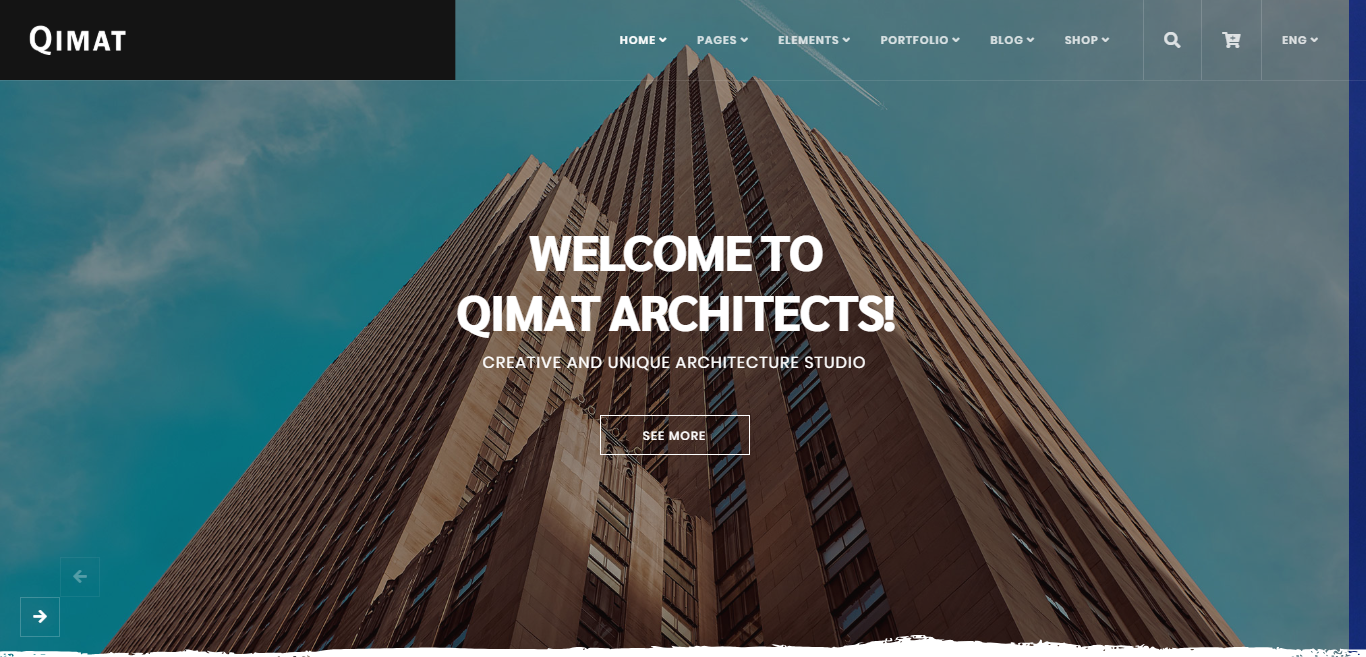 QIMAT
HOME PAGES ELEMENTS PORTFOLIO BLOG SHOP ENG
WELCOME TO
QIMAT ARCHITECTS!
CREATIVE AND UNIQUE ARCHITECTURE STUDIO
SEE MORE